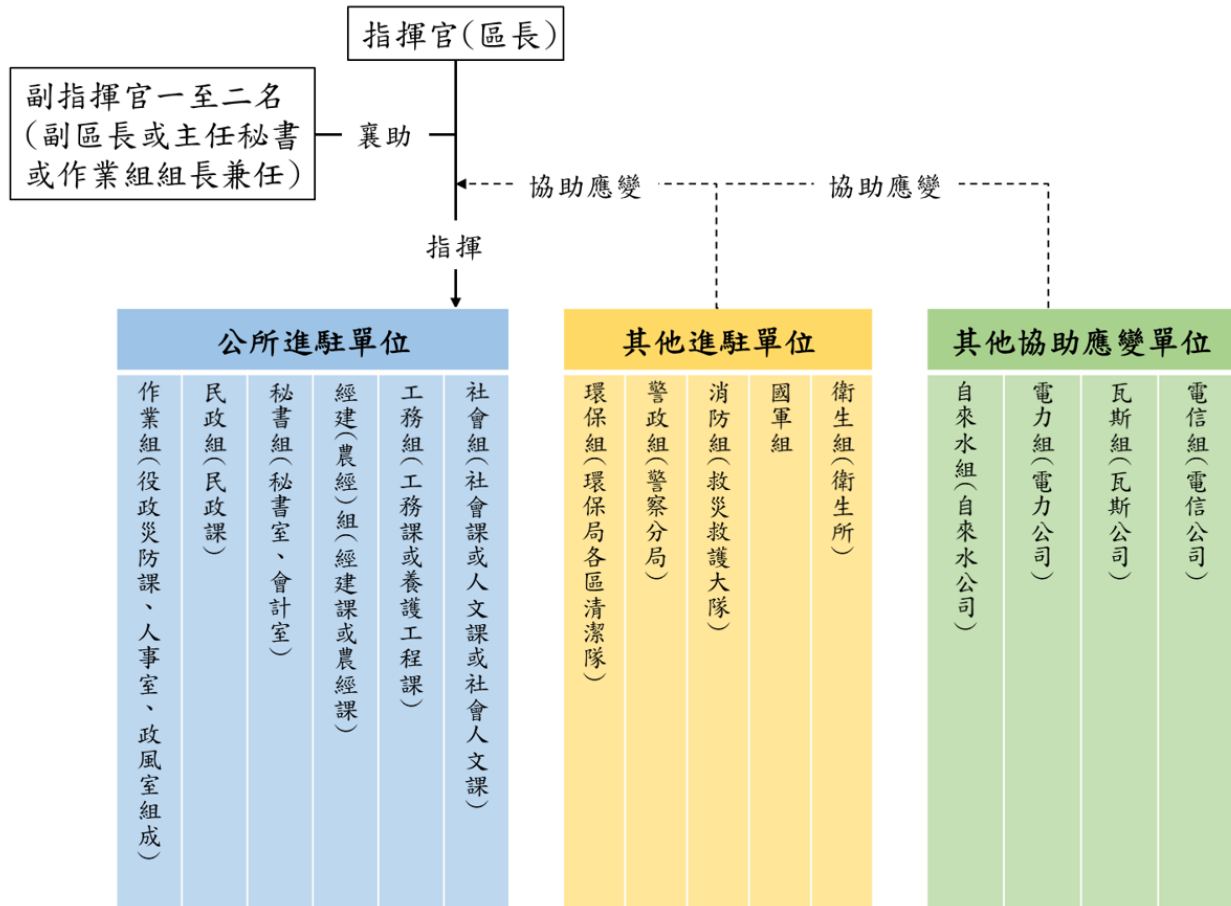 指揮官(區長)
副指揮官一至二名
(副區長或主任秘書
或作業組組長兼任)
襄助
協助應變
協助應變
指揮
公所進駐單位
作業組(役政災防課、人事室、政風室組成)
民政組(民政課)
秘書組(秘書室、會計室)
經建(農經)組(經建課或農經課)
工務組(工務課或養護工程課)
社會組(社會課或人文課或社會人文課)
其他進駐單位
環保組(環保局各區清潔隊)
警政組(警察分局)
消防組(救災救護大隊)
國軍組
衛生組(衛生所)
其他協助應變單位
自來水組(自來水公司)
電力組(電力公司)
瓦斯組(瓦斯公司)
電信組(電信公司)